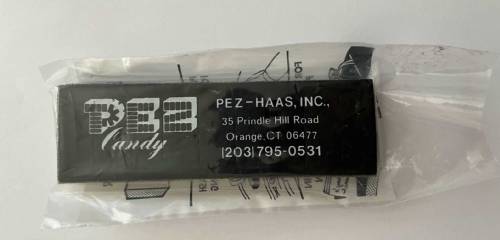 PEZ
Candy
PEZ-HAAS, INC.,
35 Prindle Hill Road
Orange, CT 06477
(203) 795-0531